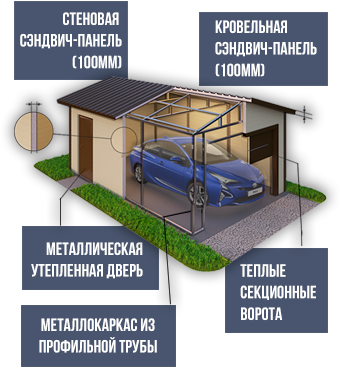 СТЕНОВАЯ
СЭНДВИЧ-ПАНЕЛЬ
(100ММ)
КРОВЕЛЬНАЯ
СЭНДВИЧ-ПАНЕЛЬ
(100ММ)
МЕТАЛЛИЧЕСКАЯ
УТЕПЛЕННАЯ ДВЕРЬ
ТЕПЛЫЕ
СЕКЦИОННЫЕ
ВОРОТА
МЕТАЛЛОКАРКАС ИЗ
ПРОФИЛЬНОЙ ТРУБЫ